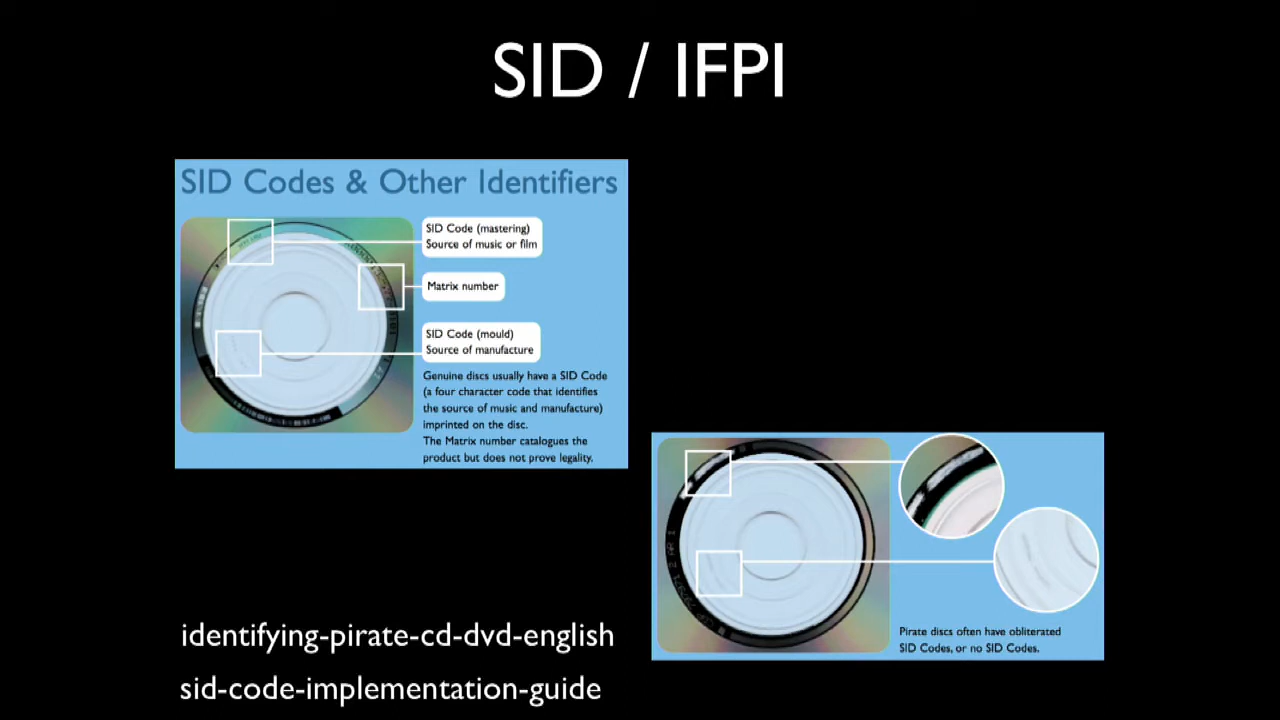 SID / IFPI
SID Codes & Other Identifiers
SID Code (mastering)
Source of music or film
Matrix number
SID Code (mould)
Source of manufacture
Genuine discs usually have a SID Code
(a four character code that identifies
the source of music and manufacture)
imprinted on the disc.
The Matrix number catalogues the
product but does not prove legality.
Pirate discs often have obliterated
SID Codes, or no SID Codes.
identifying-pirate-cd-dvd-english
sid-code-implementation-guide